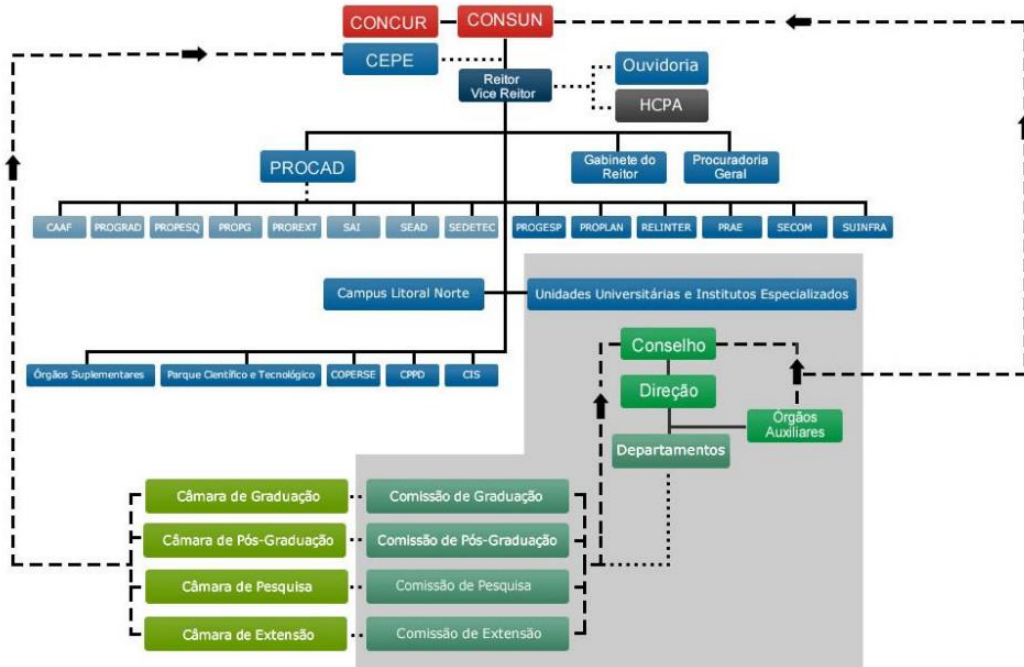 CONCUR
CONSUN
CEPE
Reitor
Vice Reitor
Ouvidoria
HCPA
PROCAD
Gabinete do
Reitor
Procuradoria
Geral
CAAF
PROGRAD
PROPESQ
PROPG
PROREXT
SAI
SEAD
SEDETEC
PROGESP
PROPLAN
RELINTER
PRAE
SECOM
SUINFRA
Campus Litoral Norte
Unidades Universitárias e Institutos Especializados
Conselho
Órgãos Suplementares
Parque Científico e Tecnológico
COPERSE
CPPD
CIS
Direção
Órgãos
Auxiliares
Departamentos
Câmara de Graduação
Comissão de Graduação
Câmara de Pós-Graduação
Comissão de Pós-Graduação
Câmara de Pesquisa
Comissão de Pesquisa
Câmara de Extensão
Comissão de Extensão